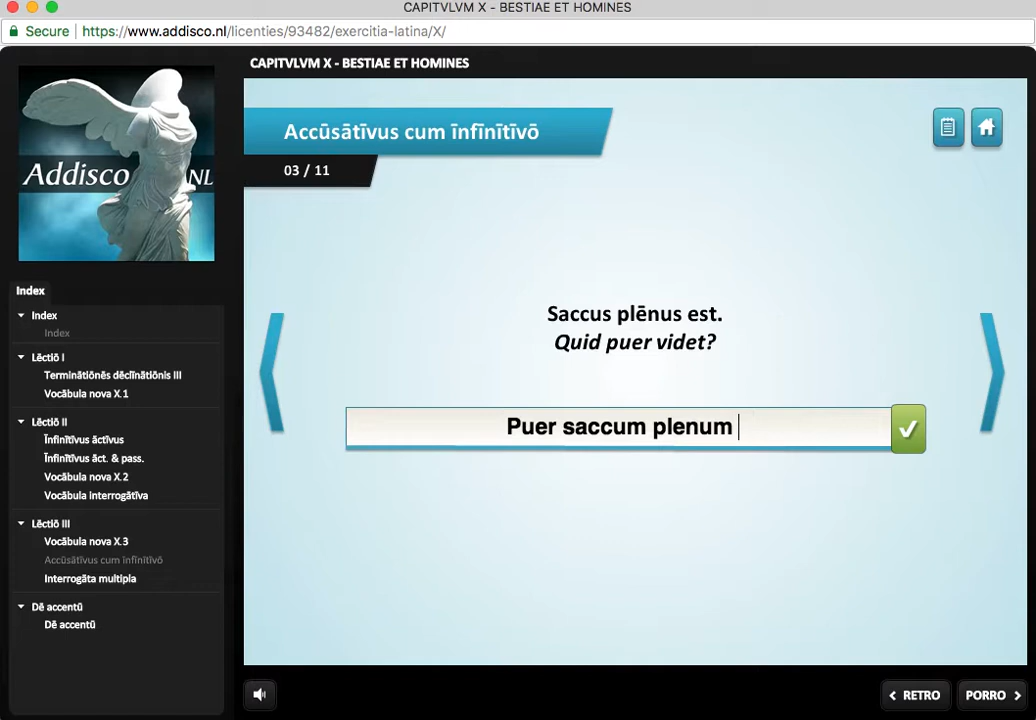 CAPITVLVM X - BESTIAE ET HOMINES
Secure | https://www.addisco.nl/licenties/93482/exercitia-latina/X/
CAPITVLVM X - BESTIAE ET HOMINES
Addisco NL
Accūsātīvus cum īnfīnītīvō
03 / 11
Index
Index
Index
Lēctiō I
Terminātiōnēs dēclīnātiōnis III
Vocābula nova X.1
Lēctiō II
Īnfīnītīvus āctīvus
Īnfīnītīvus āct. & pass.
Vocābula nova X.2
Vocābula interrogātīva
Lēctiō III
Vocābula nova X.3
Accūsātīvus cum īnfīnītīvō
Interrogāta multipla
Dē accentū
Dē accentū
Saccus plēnus est.
Quid puer videt?
Puer saccum plenum
RETRO
PORRO